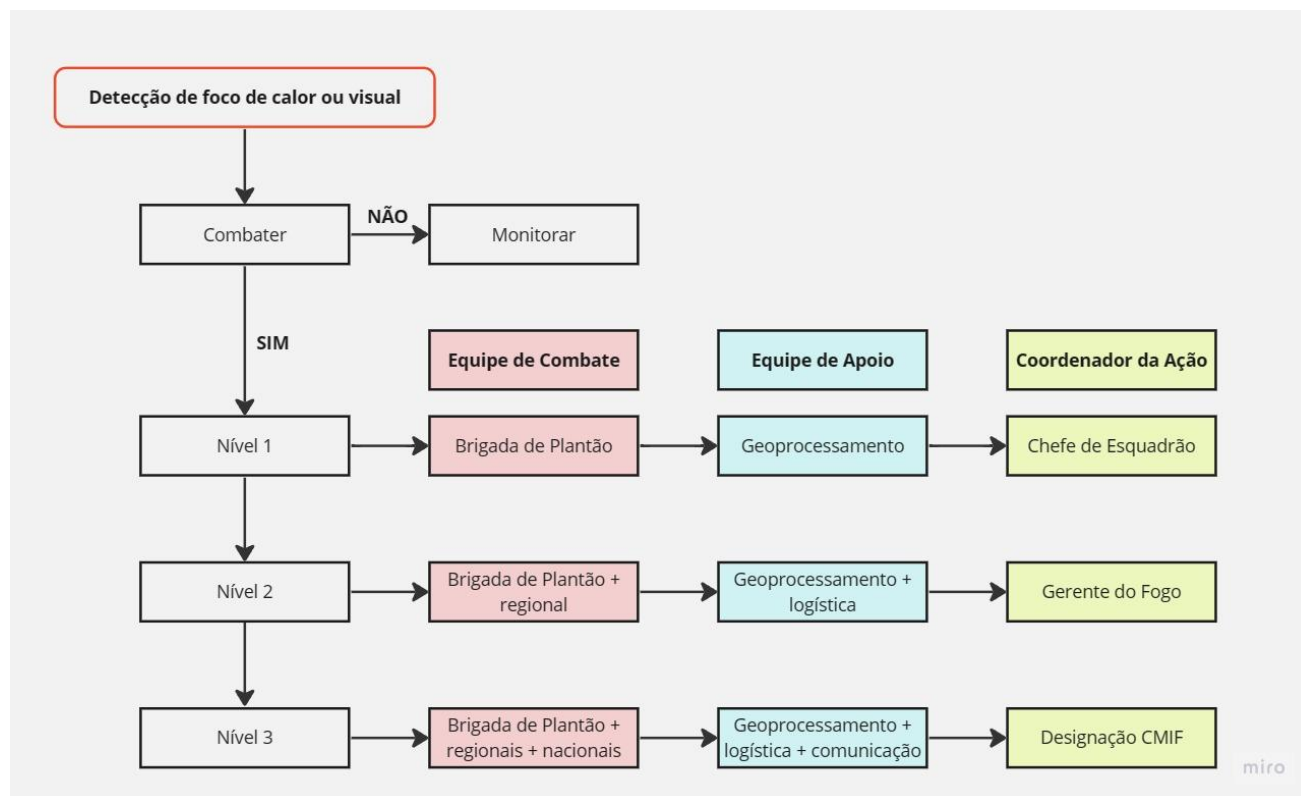 Detecção de foco de calor ou visual
Combater
NÃO
Monitorar
SIM
Equipe de Combate
Equipe de Apoio
Coordenador da Ação
Nível 1
Brigada de Plantão
Geoprocessamento
Chefe de Esquadrão
Nível 2
Brigada de Plantão +
regional
Geoprocessamento +
logística
Gerente do Fogo
Nível 3
Brigada de Plantão +
regionais + nacionais
Geoprocessamento +
logística + comunicação
Designação CMIF
miro